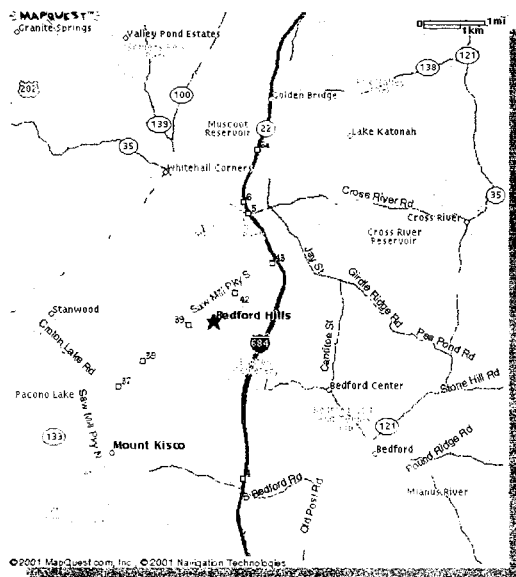 MAPQUEST™
Granite Springs
Valley Pond Estates
0 1mi
1km
121
138
202
100
Golden Bridge
139
Muscoot
Reservoir
22
Lake Katonah
35
Whitehall Corners
6
5
Cross River Rd
35
Cross River
Cross River
Reservoir
43
Jay St
Saw Mill Pky S
42
Girdle Ridge Rd
Stanwood
39
Bedford Hills
684
Croton Lake Rd
Cantitoe St
Pea Pond Rd
37
Bedford Center
Stone Hill Rd
Pacono Lake
Saw Mill Pky N
121
133
Mount Kisco
Bedford
Pound Ridge Rd
4
S Bedford Rd
Mianus River
Old Post Rd
©2001 MapQuest.com, Inc.; ©2001 Navigation Technologies